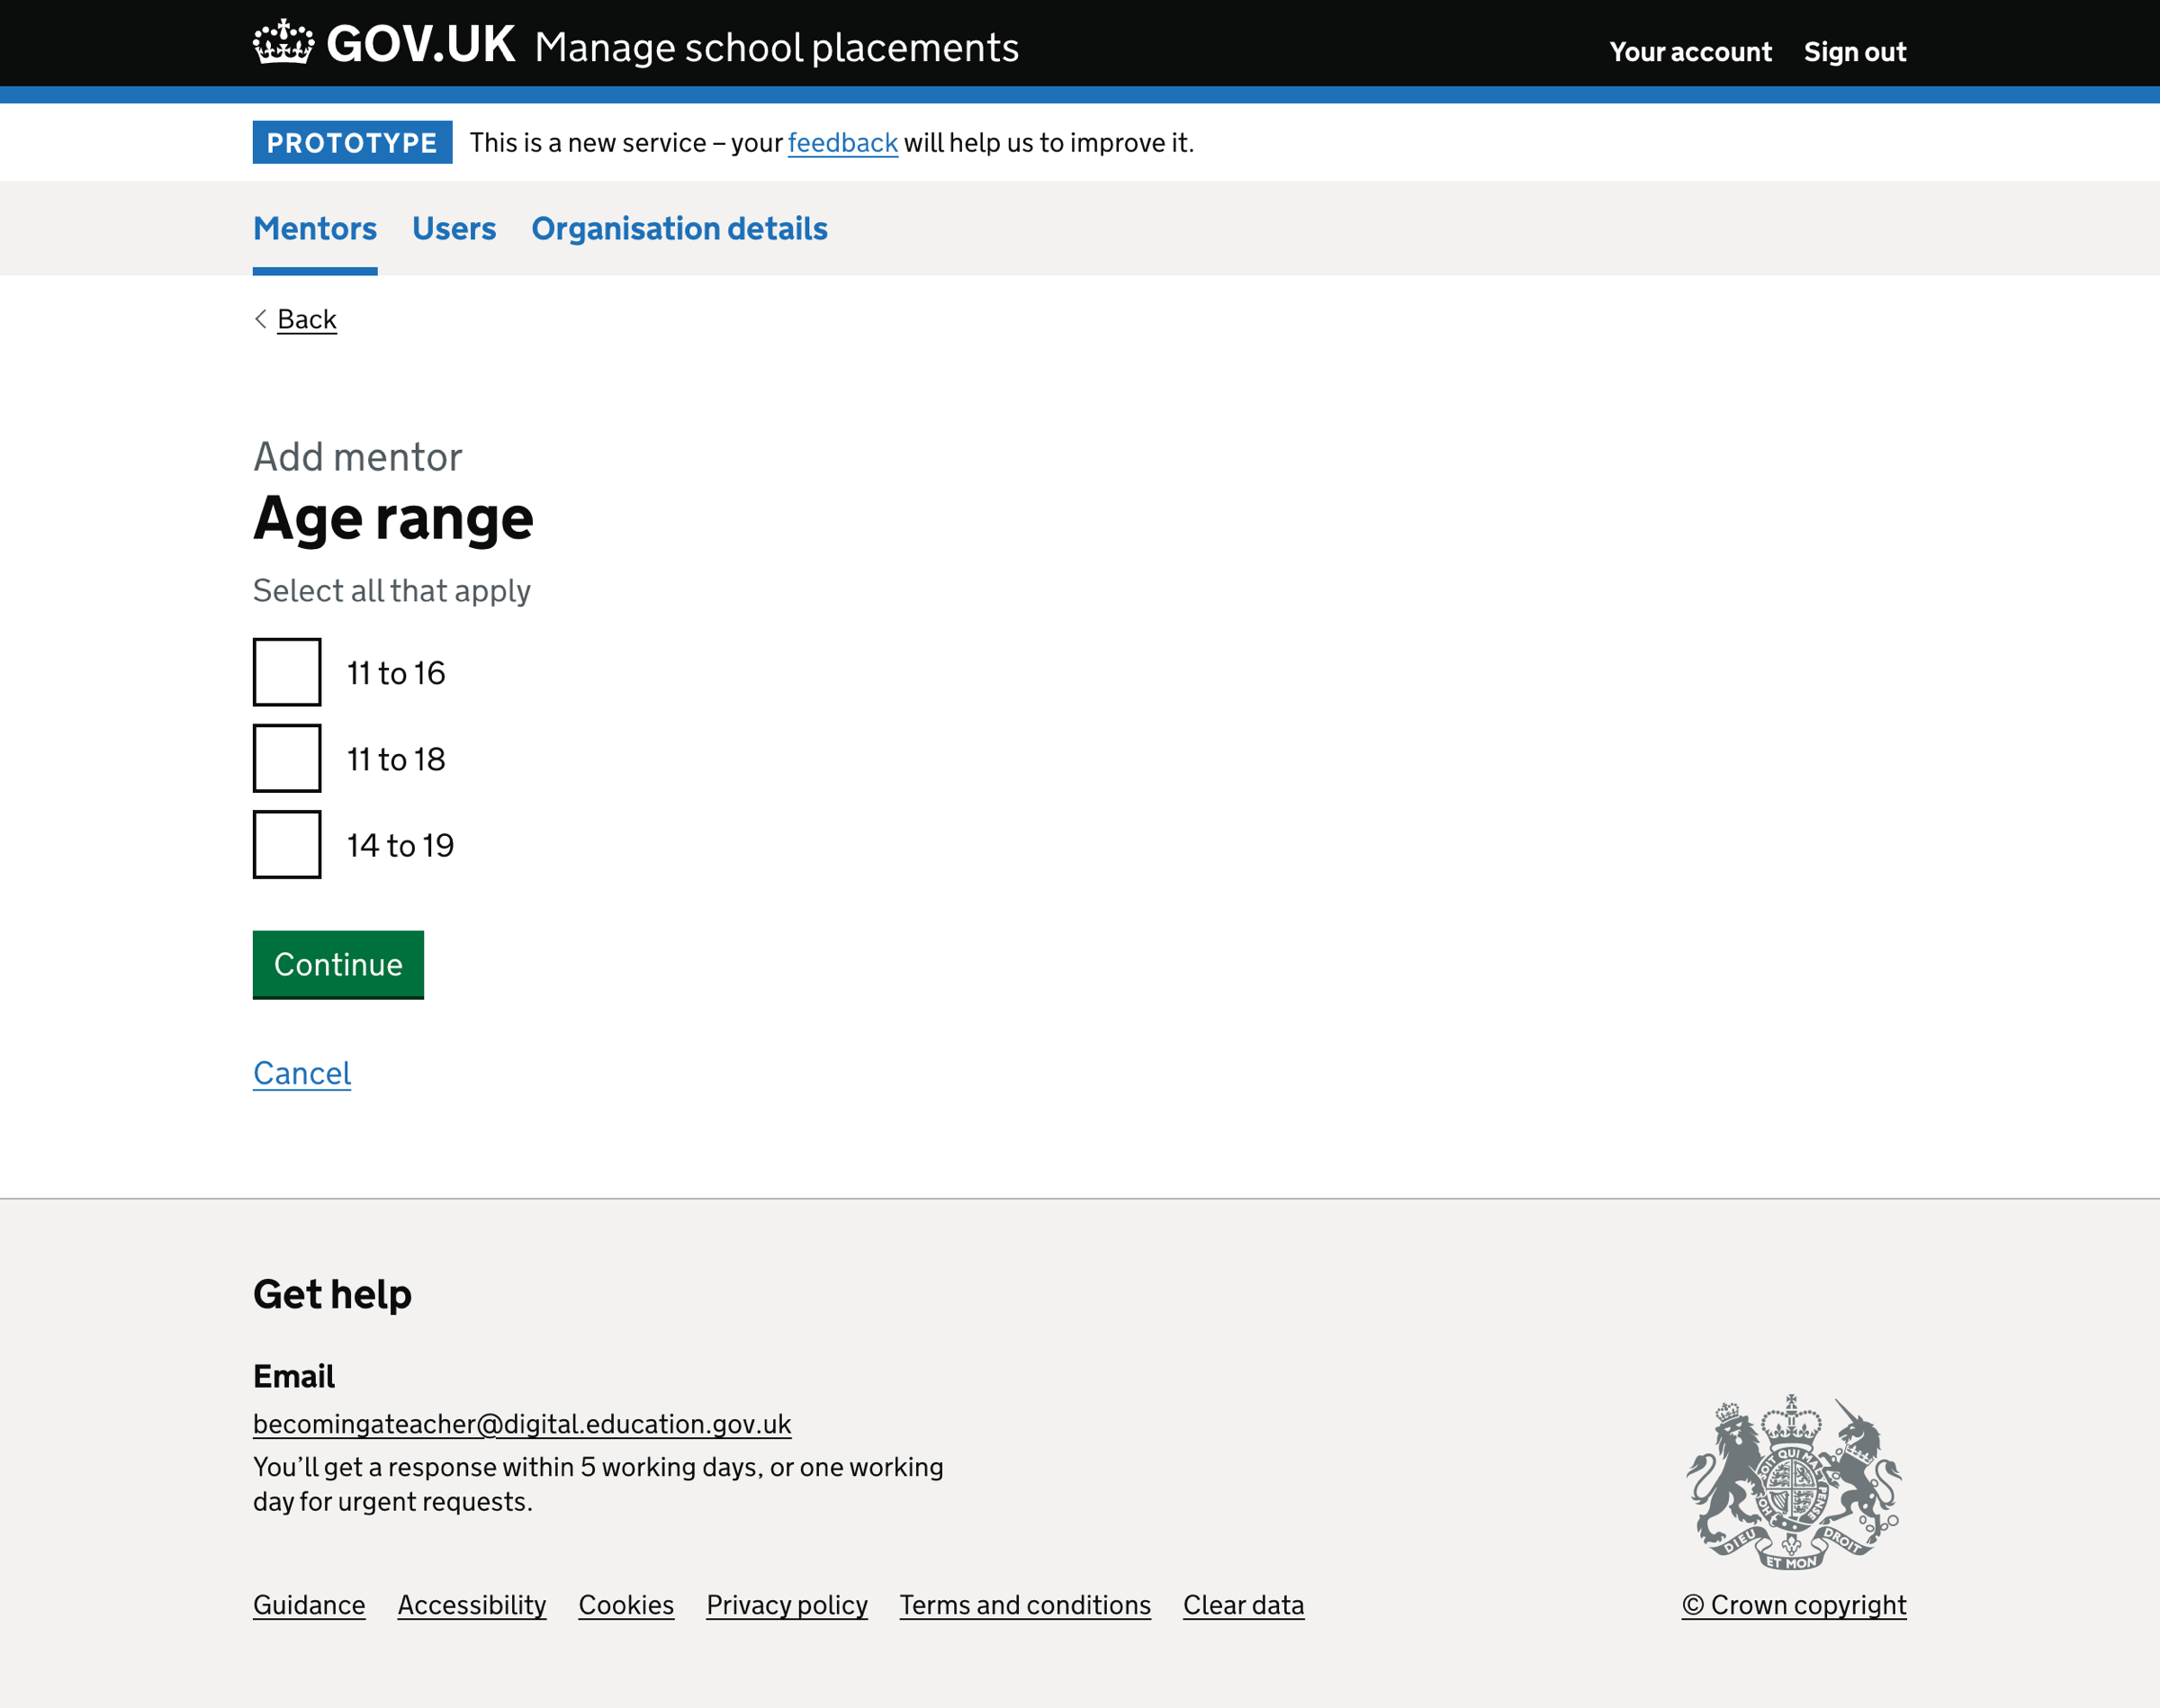 GOV.UK Manage school placements
Your account Sign out
PROTOTYPE This is a new service – your feedback will help us to improve it.
Mentors Users Organisation details
Back
Add mentor
Age range
Select all that apply
11 to 16
11 to 18
14 to 19
Continue
Cancel
Get help
Email
becomingateacher@digital.education.gov.uk
You’ll get a response within 5 working days, or one working
day for urgent requests.
DIEU ET MON DROIT
Guidance Accessibility Cookies Privacy policy Terms and conditions Clear data
© Crown copyright